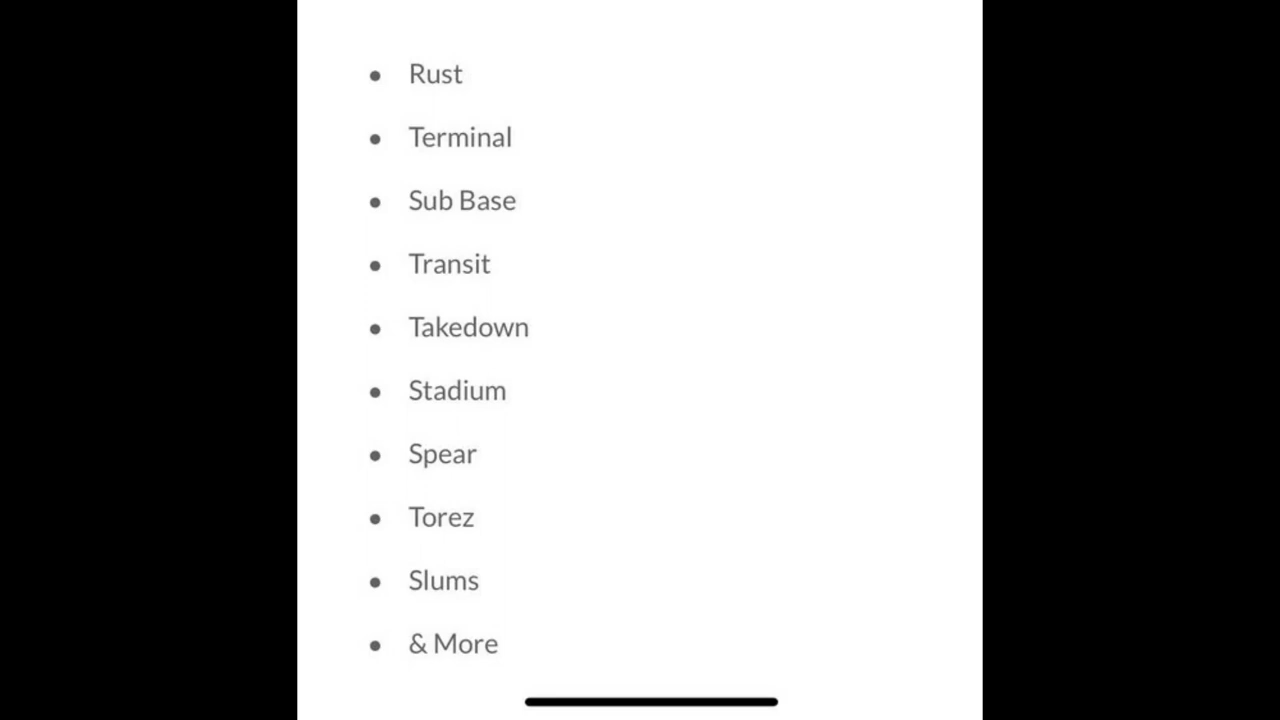 • Rust
• Terminal
• Sub Base
• Transit
• Takedown
• Stadium
• Spear
• Torez
• Slums
• & More